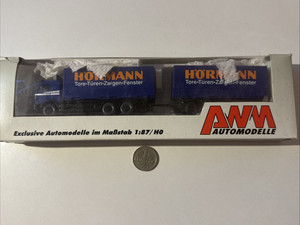 HÖRMANN
Tore-Türen-Zargen-Fenster
HÖRMANN
Tore-Türen-Zargen-Fenster
Exclusive Automodelle im Maßstab 1:87/H0
AWM
AUTOMODELLE